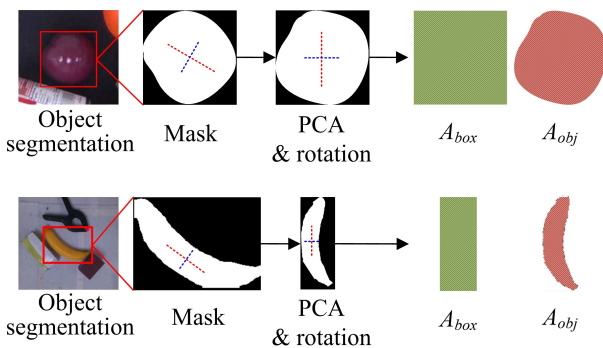 Object
segmentation
Mask
PCA
& rotation
A_box
A_obj
Object
segmentation
Mask
PCA
& rotation
A_box
A_obj